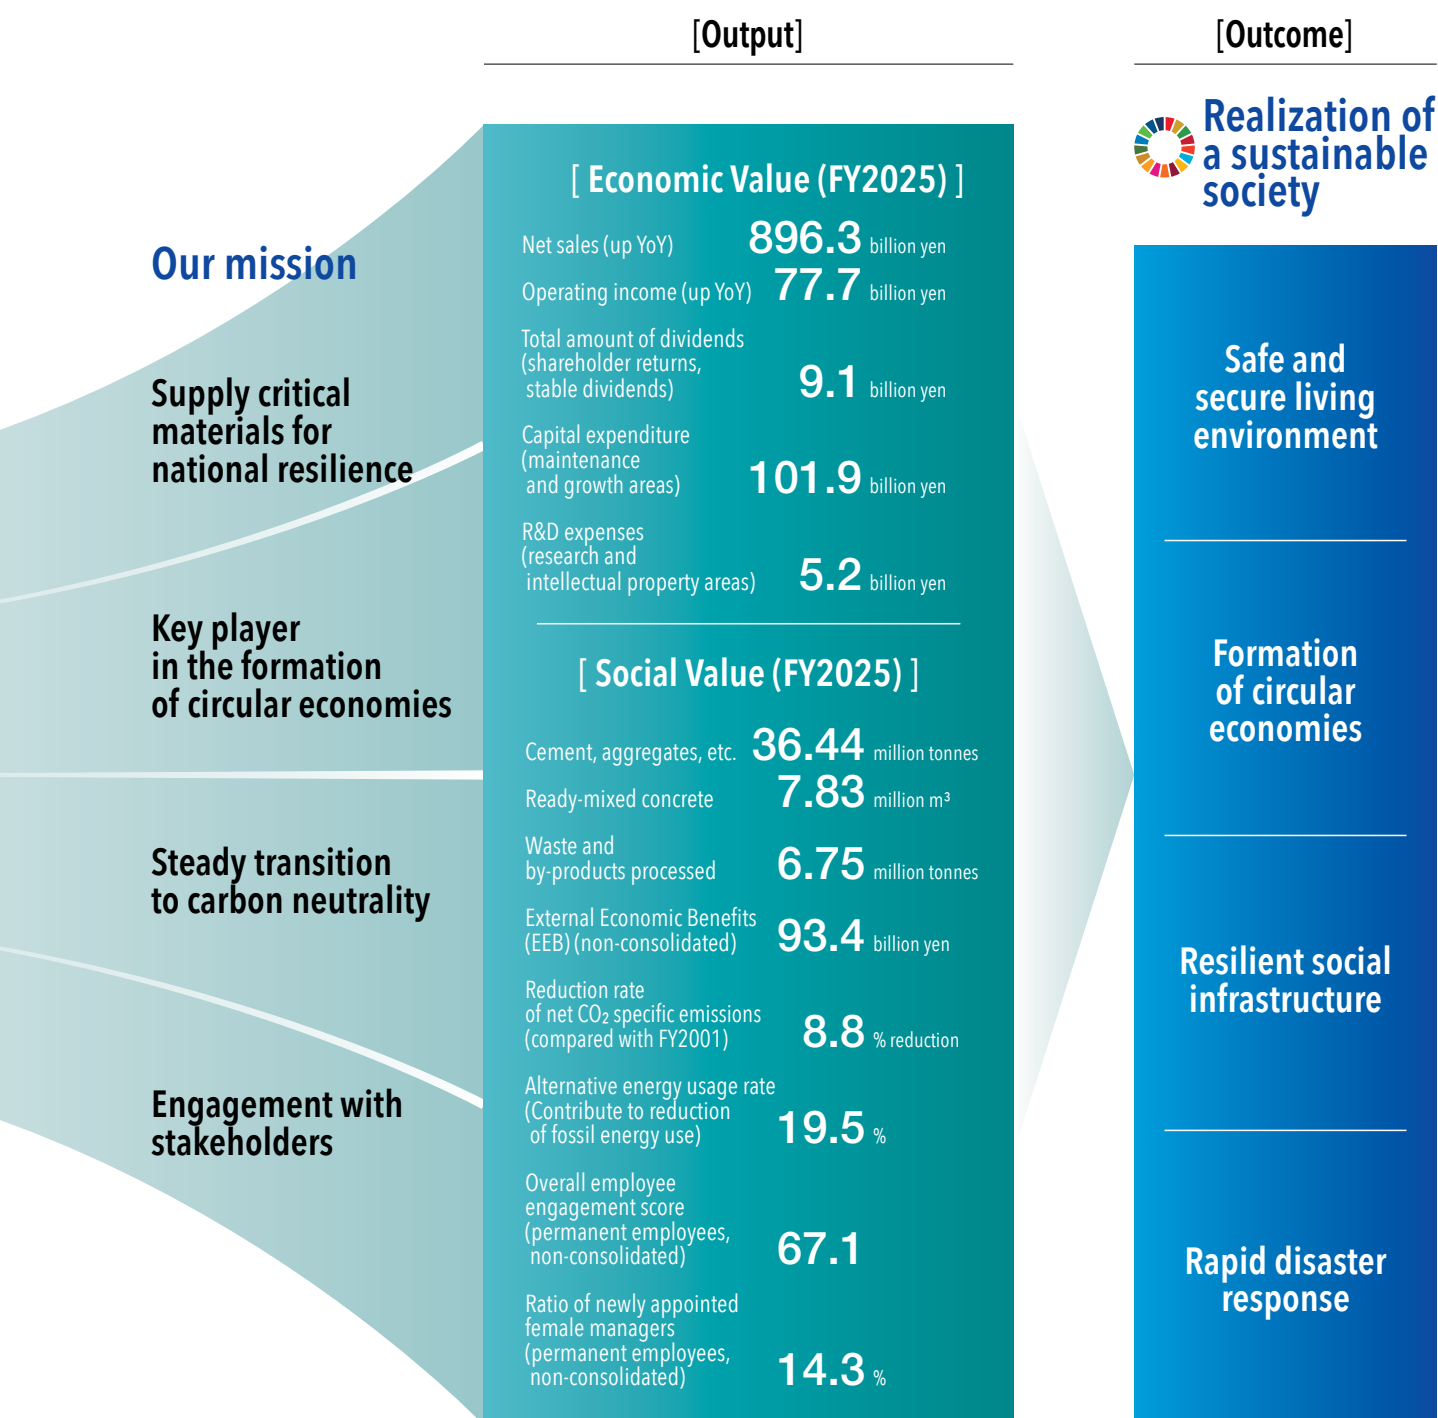 [Output]
[Outcome]
Our mission
Supply critical
materials for
national resilience
Key player
in the formation
of circular economies
Steady transition
to carbon neutrality
Engagement with
stakeholders
[ Economic Value (FY2025) ]
Net sales (up YoY) 896.3 billion yen
Operating income (up YoY) 77.7 billion yen
Total amount of dividends
(shareholder returns,
stable dividends) 9.1 billion yen
Capital expenditure
(maintenance
and growth areas) 101.9 billion yen
R&D expenses
(research and
intellectual property areas) 5.2 billion yen
[ Social Value (FY2025) ]
Cement, aggregates, etc. 36.44 million tonnes
Ready-mixed concrete 7.83 million m³
Waste and
by-products processed 6.75 million tonnes
External Economic Benefits
(EEB) (non-consolidated) 93.4 billion yen
Reduction rate
of net CO₂ specific emissions
(compared with FY2001) 8.8 % reduction
Alternative energy usage rate
(Contribute to reduction
of fossil energy use) 19.5 %
Overall employee
engagement score
(permanent employees,
non-consolidated) 67.1
Ratio of newly appointed
female managers
(permanent employees,
non-consolidated) 14.3 %
Realization of
a sustainable
society
Safe and
secure living
environment
Formation
of circular
economies
Resilient social
infrastructure
Rapid disaster
response